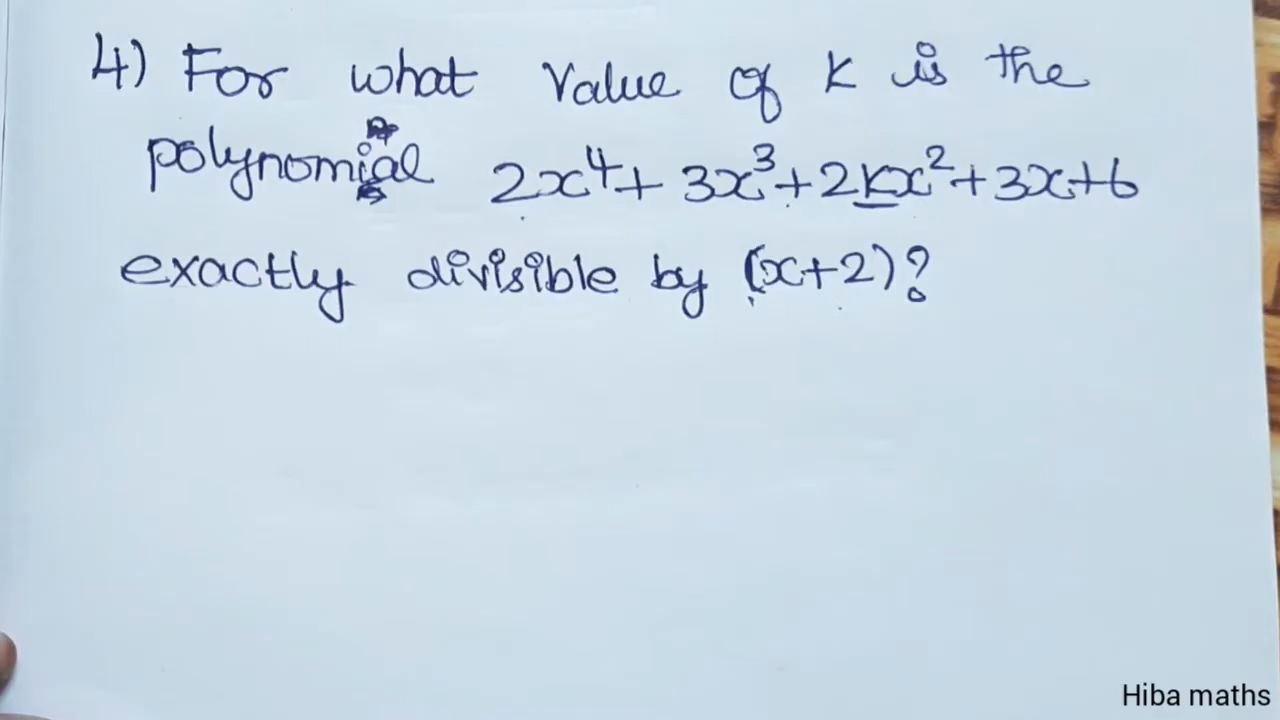 4) For what Value of K is the
polynomial 2x⁴+ 3x³+2kx²+3x+6
exactly divisible by (x+2)?
Hiba maths